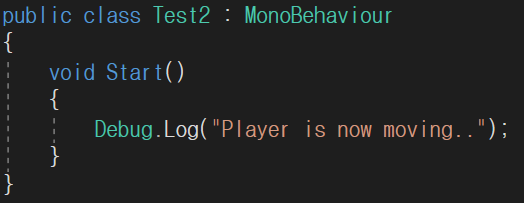 public class Test2 : MonoBehaviour
{
    void Start()
    {
        Debug.Log("Player is now moving..");
    }
}